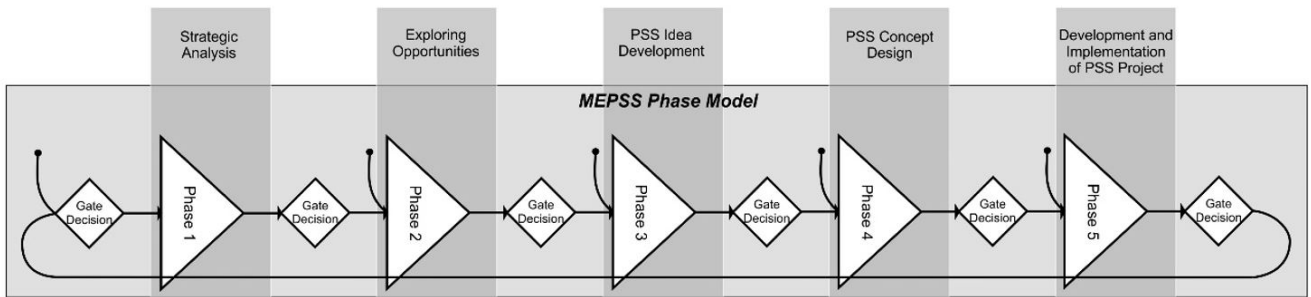 Strategic
Analysis
Exploring
Opportunities
PSS Idea
Development
PSS Concept
Design
Development and
Implementation
of PSS Project
MEPSS Phase Model
Gate
Decision
Phase 1
Gate
Decision
Phase 2
Gate
Decision
Phase 3
Gate
Decision
Phase 4
Gate
Decision
Phase 5
Gate
Decision